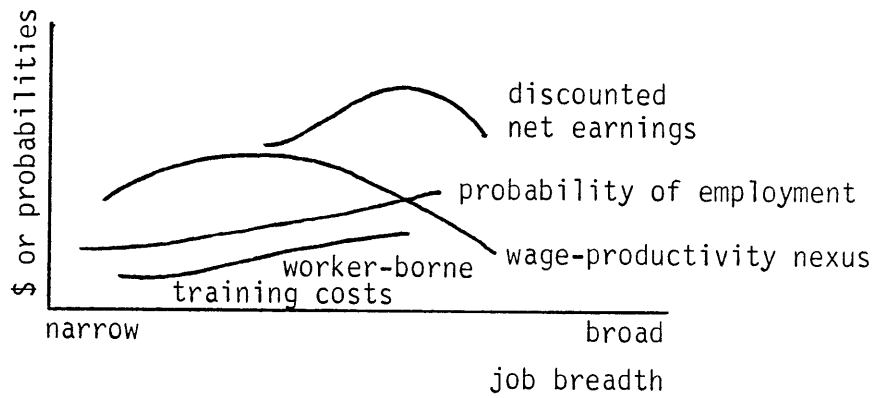 $ or probabilities
discounted
net earnings
probability of employment
wage-productivity nexus
worker-borne
training costs
narrow
broad
job breadth